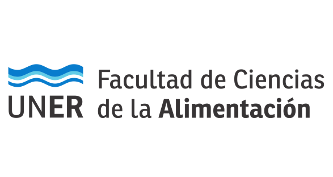 UNER
Facultad de Ciencias
de la Alimentación